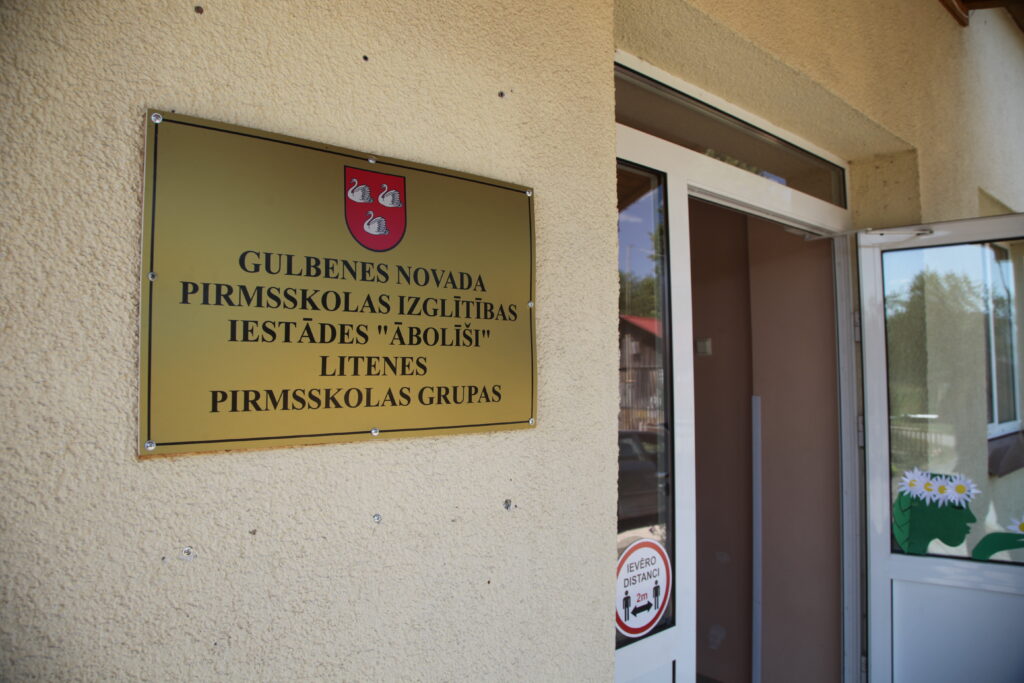 GULBENES NOVADA
PIRMSSKOLAS IZGLĪTĪBAS
IESTĀDES "ĀBOLĪŠI"
LITENES
PIRMSSKOLAS GRUPAS
IEVĒRO
DISTANCI
2m